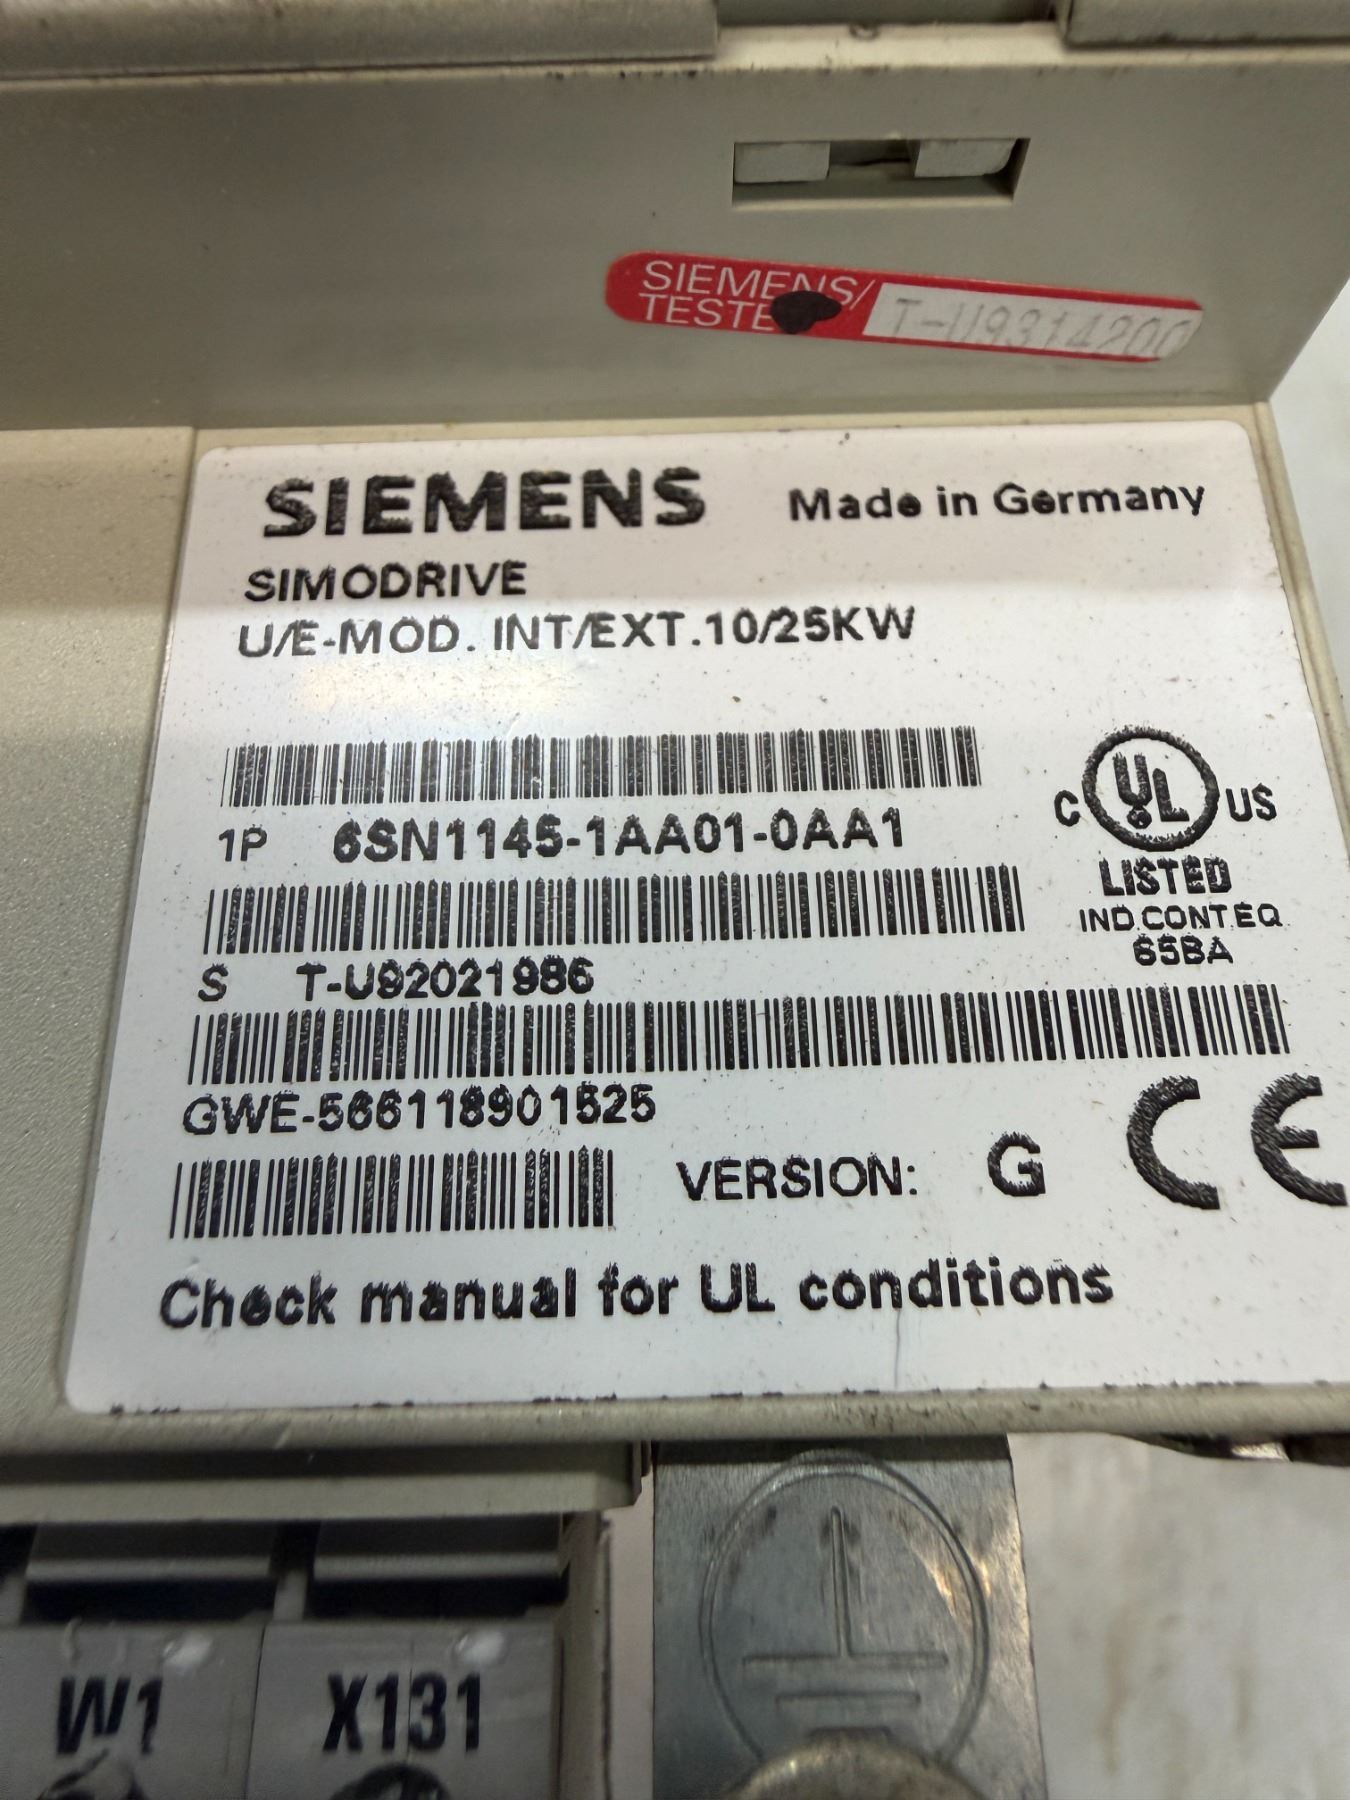 SIEMENS/
TESTE
T-U9314200
SIEMENS Made in Germany
SIMODRIVE
U/E-MOD. INT/EXT.10/25KW
1P 6SN1145-1AA01-0AA1
C UL US
LISTED
IND.CONT.EQ
65BA
S T-U92021986
GWE-566118901525
VERSION: G CE
Check manual for UL conditions
W1 X131